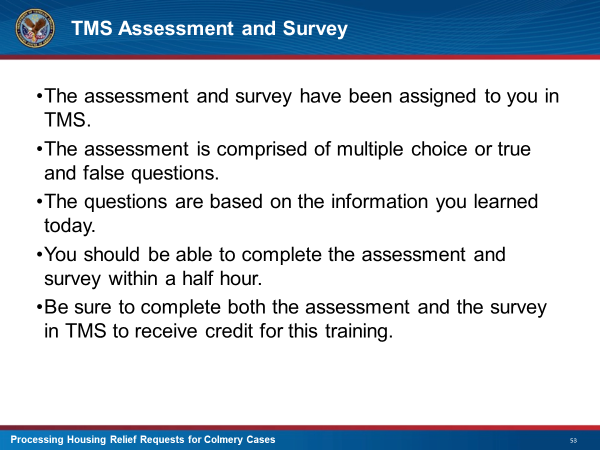 TMS Assessment and Survey
•The assessment and survey have been assigned to you in
TMS.
•The assessment is comprised of multiple choice or true
and false questions.
•The questions are based on the information you learned
today.
•You should be able to complete the assessment and
survey within a half hour.
•Be sure to complete both the assessment and the survey
in TMS to receive credit for this training.
Processing Housing Relief Requests for Colmery Cases
53